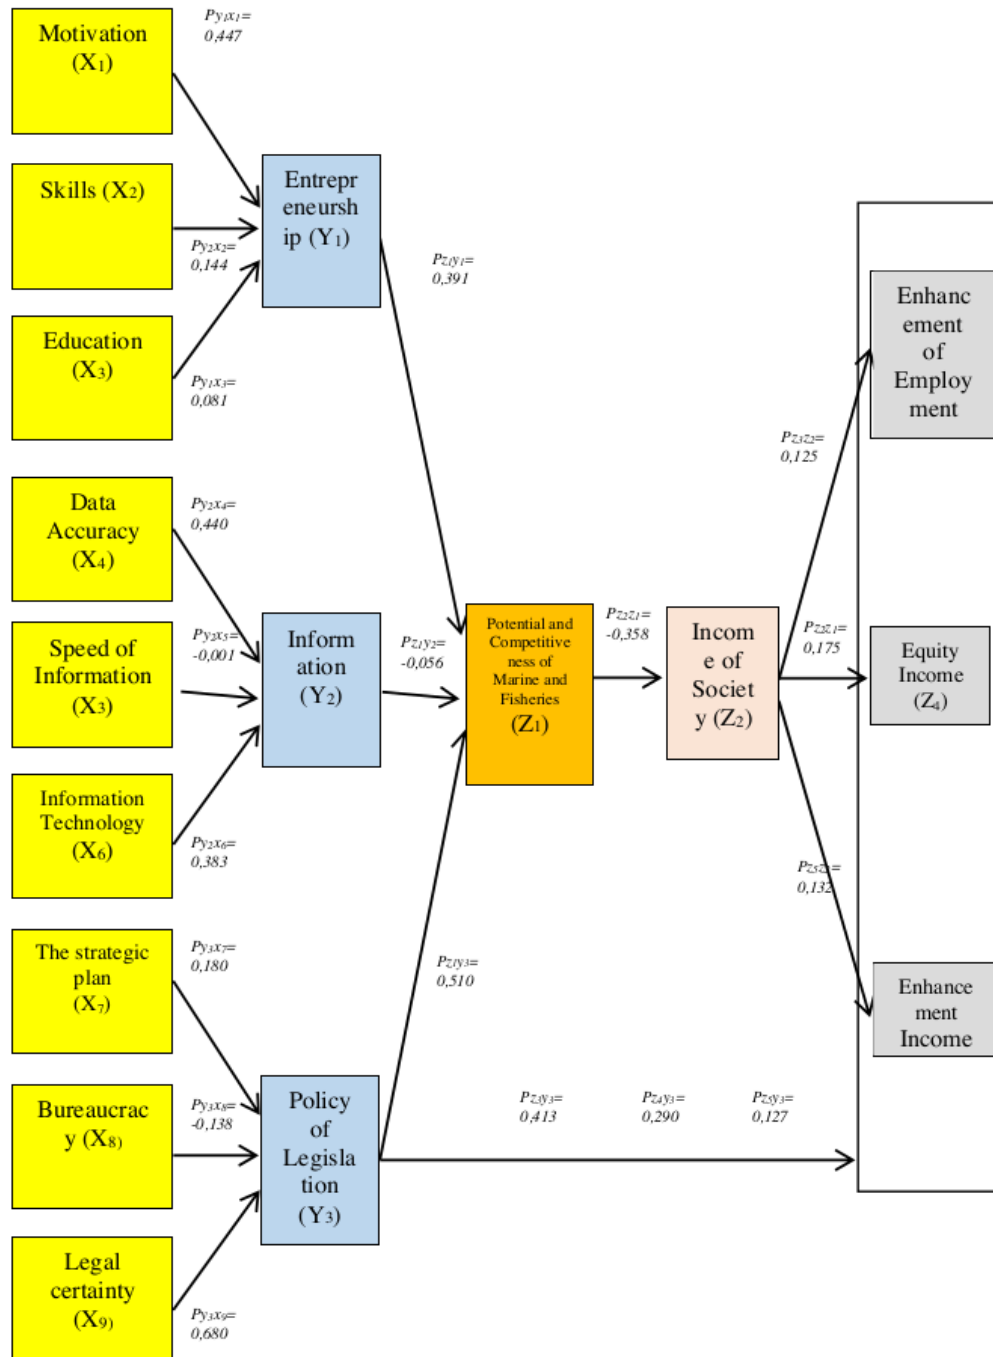 Motivation
(X1)
Py1x1=
0,447
Skills (X2)
Py2x2=
0,144
Education
(X3)
Py1x3=
0,081
Entrepr
eneursh
ip (Y1)
Pz1y1=
0,391
Data
Accuracy
(X4)
Py2x4=
0,440
Speed of
Information
(X3)
Py2x5=
-0,001
Information
Technology
(X6)
Py2x6=
0,383
Inform
ation
(Y2)
Pz1y2=
-0,056
Potential and
Competitive
ness of
Marine and
Fisheries
(Z1)
Pz2z1=
-0,358
Incom
e of
Societ
y (Z2)
Pz3z2=
0,125
Pz2z1=
0,175
Pz5z2=
0,132
Enhanc
ement
of
Employ
ment
Equity
Income
(Z4)
Enhance
ment
Income
The strategic
plan
(X7)
Py3x7=
0,180
Bureaucrac
y (X8)
Py3x8=
-0,138
Legal
certainty
(X9)
Py3x9=
0,680
Policy
of
Legisla
tion
(Y3)
Pz1y3=
0,510
Pz3y3=
0,413
Pz4y3=
0,290
Pz5y3=
0,127